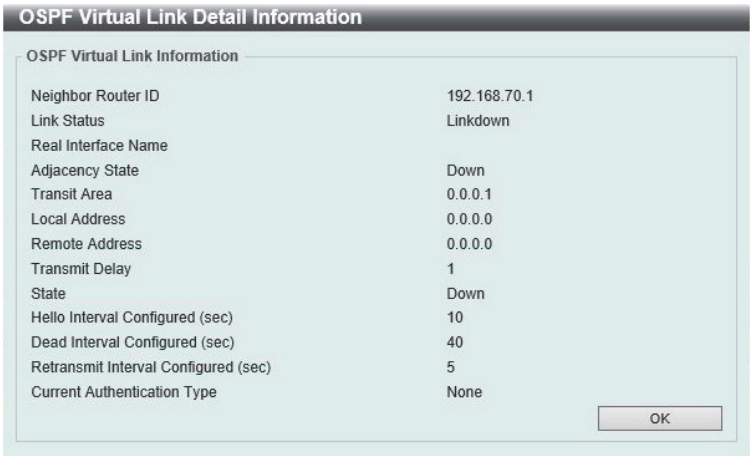 OSPF Virtual Link Detail Information
OSPF Virtual Link Information
Neighbor Router ID 192.168.70.1
Link Status Linkdown
Real Interface Name
Adjacency State Down
Transit Area 0.0.0.1
Local Address 0.0.0.0
Remote Address 0.0.0.0
Transmit Delay 1
State Down
Hello Interval Configured (sec) 10
Dead Interval Configured (sec) 40
Retransmit Interval Configured (sec) 5
Current Authentication Type None
OK